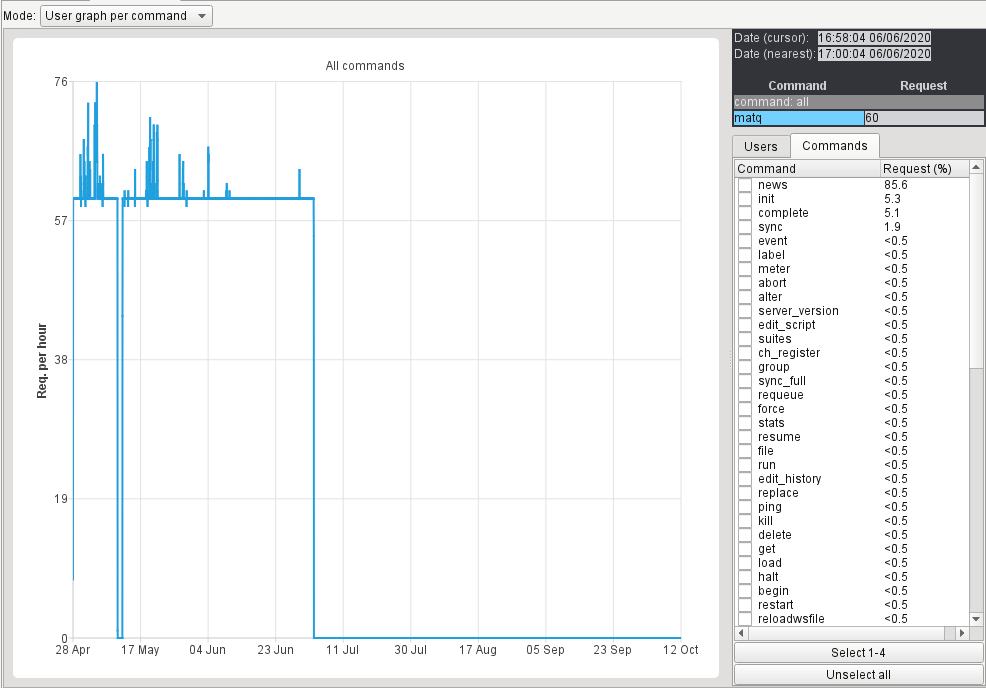 Mode: User graph per command
All commands
76
57
38
19
0
Req. per hour
28 Apr 17 May 04 Jun 23 Jun 11 Jul 30 Jul 17 Aug 05 Sep 23 Sep 12 Oct
Date (cursor): 16:58:04 06/06/2020
Date (nearest): 17:00:04 06/06/2020
Command Request
command: all
matq 60
Users Commands
Command Request (%)
news 85.6
init 5.3
complete 5.1
sync 1.9
event <0.5
label <0.5
meter <0.5
abort <0.5
alter <0.5
server_version <0.5
edit_script <0.5
suites <0.5
ch_register <0.5
group <0.5
sync_full <0.5
requeue <0.5
force <0.5
stats <0.5
resume <0.5
file <0.5
run <0.5
edit_history <0.5
replace <0.5
ping <0.5
kill <0.5
delete <0.5
get <0.5
load <0.5
halt <0.5
begin <0.5
restart <0.5
reloadwsfile <0.5
Select 1-4
Unselect all